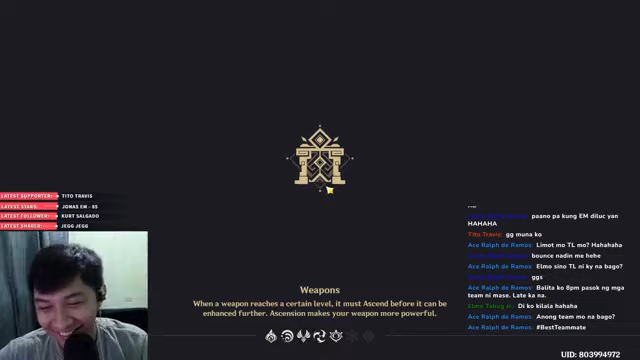 LATEST SUPPORTER: TITO TRAVIS
LATEST STARS: JONAS EM - 85
LATEST FOLLOWER: KURT SALGADO
LATEST SHARER: JEGG JEGG
paano pa kung EM diluc yan
HAHAHA
Tito Travis: gg muna ko
Ace Ralph de Ramos: Limot mo TL mo? Hahahaha
bounce nadin me hehe
Ace Ralph de Ramos: Elmo sino TL ni ky na bago?
ggs
Ace Ralph de Ramos: Balita ko 8pm pasok ng mga
team ni mase. Late ka na.
Di ko kilala hahaha
Ace Ralph de Ramos: Anong team mo na bago?
Ace Ralph de Ramos: #BestTeammate
Weapons
When a weapon reaches a certain level, it must Ascend before it can be
enhanced further. Ascension makes your weapon more powerful.
UID: 803994972